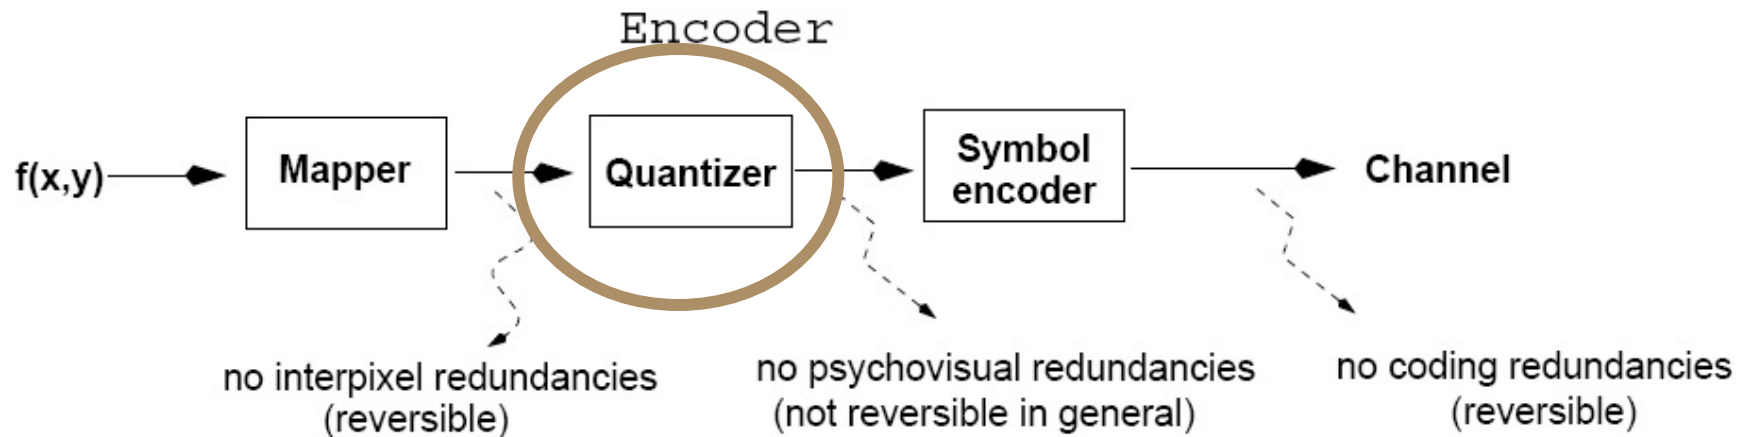 Encoder
f(x,y)
Mapper
Quantizer
Symbol
encoder
Channel
no interpixel redundancies
(reversible)
no psychovisual redundancies
(not reversible in general)
no coding redundancies
(reversible)